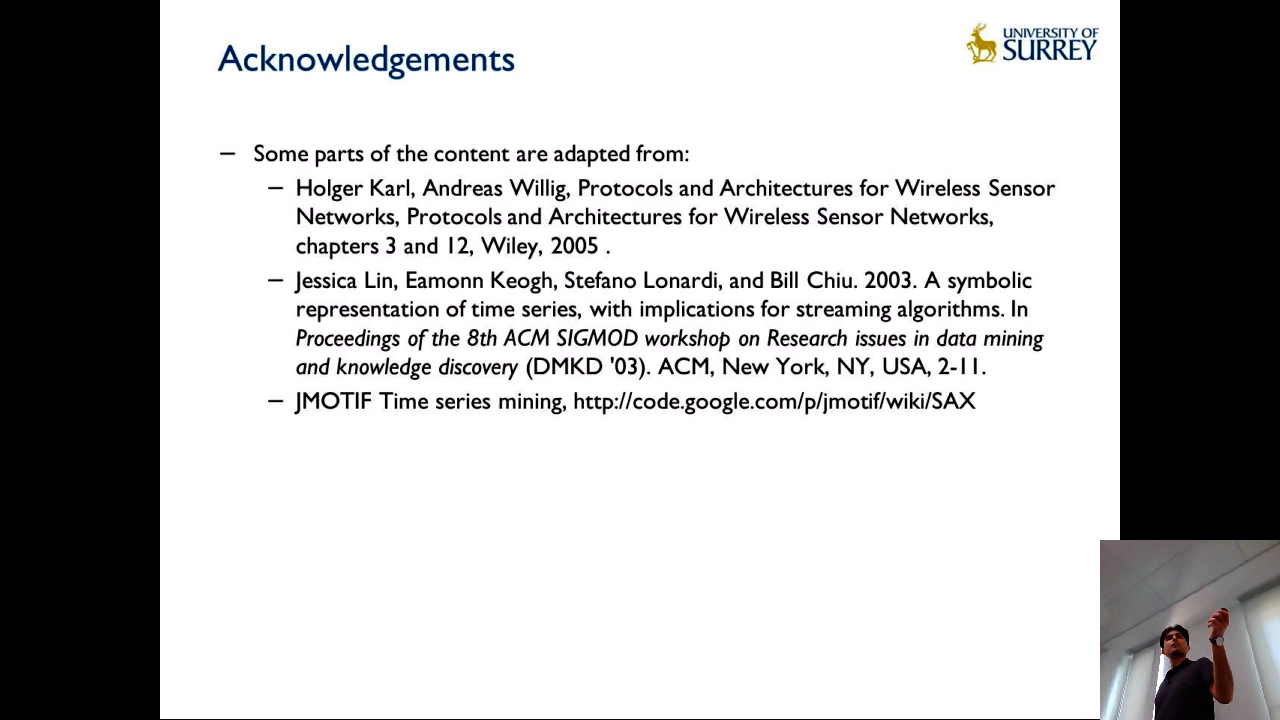 Acknowledgements
UNIVERSITY OF
SURREY
– Some parts of the content are adapted from:
– Holger Karl, Andreas Willig, Protocols and Architectures for Wireless Sensor
Networks, Protocols and Architectures for Wireless Sensor Networks,
chapters 3 and 12, Wiley, 2005 .
– Jessica Lin, Eamonn Keogh, Stefano Lonardi, and Bill Chiu. 2003. A symbolic
representation of time series, with implications for streaming algorithms. In
Proceedings of the 8th ACM SIGMOD workshop on Research issues in data mining
and knowledge discovery (DMKD '03). ACM, New York, NY, USA, 2-11.
– JMOTIF Time series mining, http://code.google.com/p/jmotif/wiki/SAX